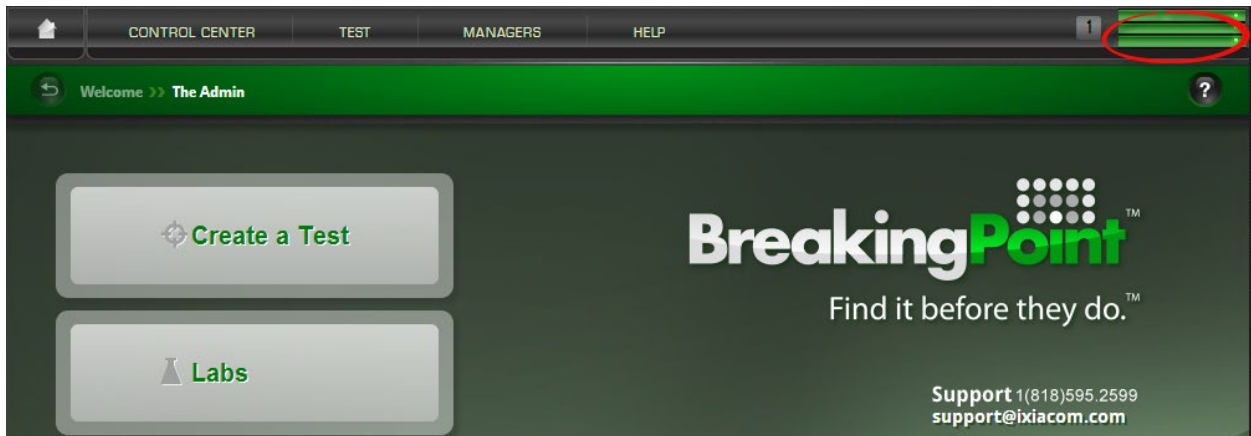 CONTROL CENTER TEST MANAGERS HELP 1
Welcome >> The Admin ?
Create a Test
Labs
BreakingPoint™
Find it before they do.™
Support 1(818)595.2599
support@ixiacom.com